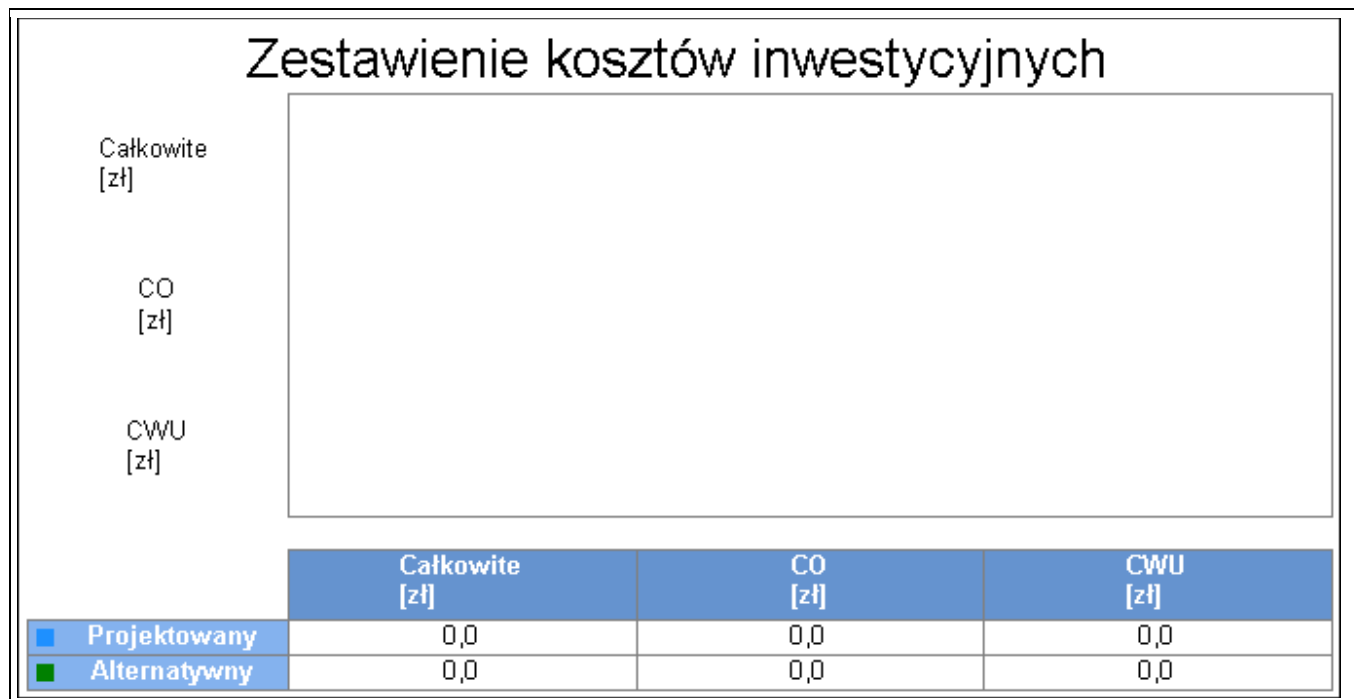 Zestawienie kosztów inwestycyjnych
Całkowite
[zł]
CO
[zł]
CWU
[zł]
Całkowite CO CWU
[zł] [zł] [zł]
Projektowany 0,0 0,0 0,0
Alternatywny 0,0 0,0 0,0